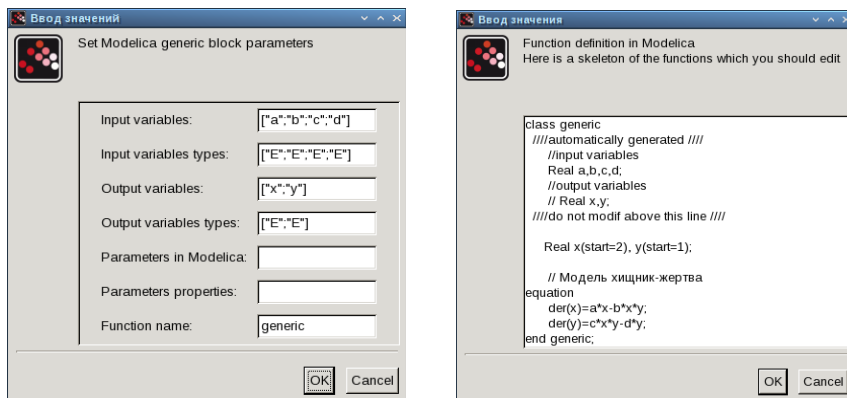 Ввод значений
Set Modelica generic block parameters
Input variables: ["a";"b";"c";"d"]
Input variables types: ["E";"E";"E";"E"]
Output variables: ["x";"y"]
Output variables types: ["E";"E"]
Parameters in Modelica:
Parameters properties:
Function name: generic
OK Cancel
Ввод значения
Function definition in Modelica
Here is a skeleton of the functions which you should edit
class generic
////automatically generated ////
//input variables
Real a,b,c,d;
//output variables
// Real x,y;
////do not modif above this line ////
Real x(start=2), y(start=1);
// Модель хищник-жертва
equation
der(x)=a*x-b*x*y;
der(y)=c*x*y-d*y;
end generic;
OK Cancel